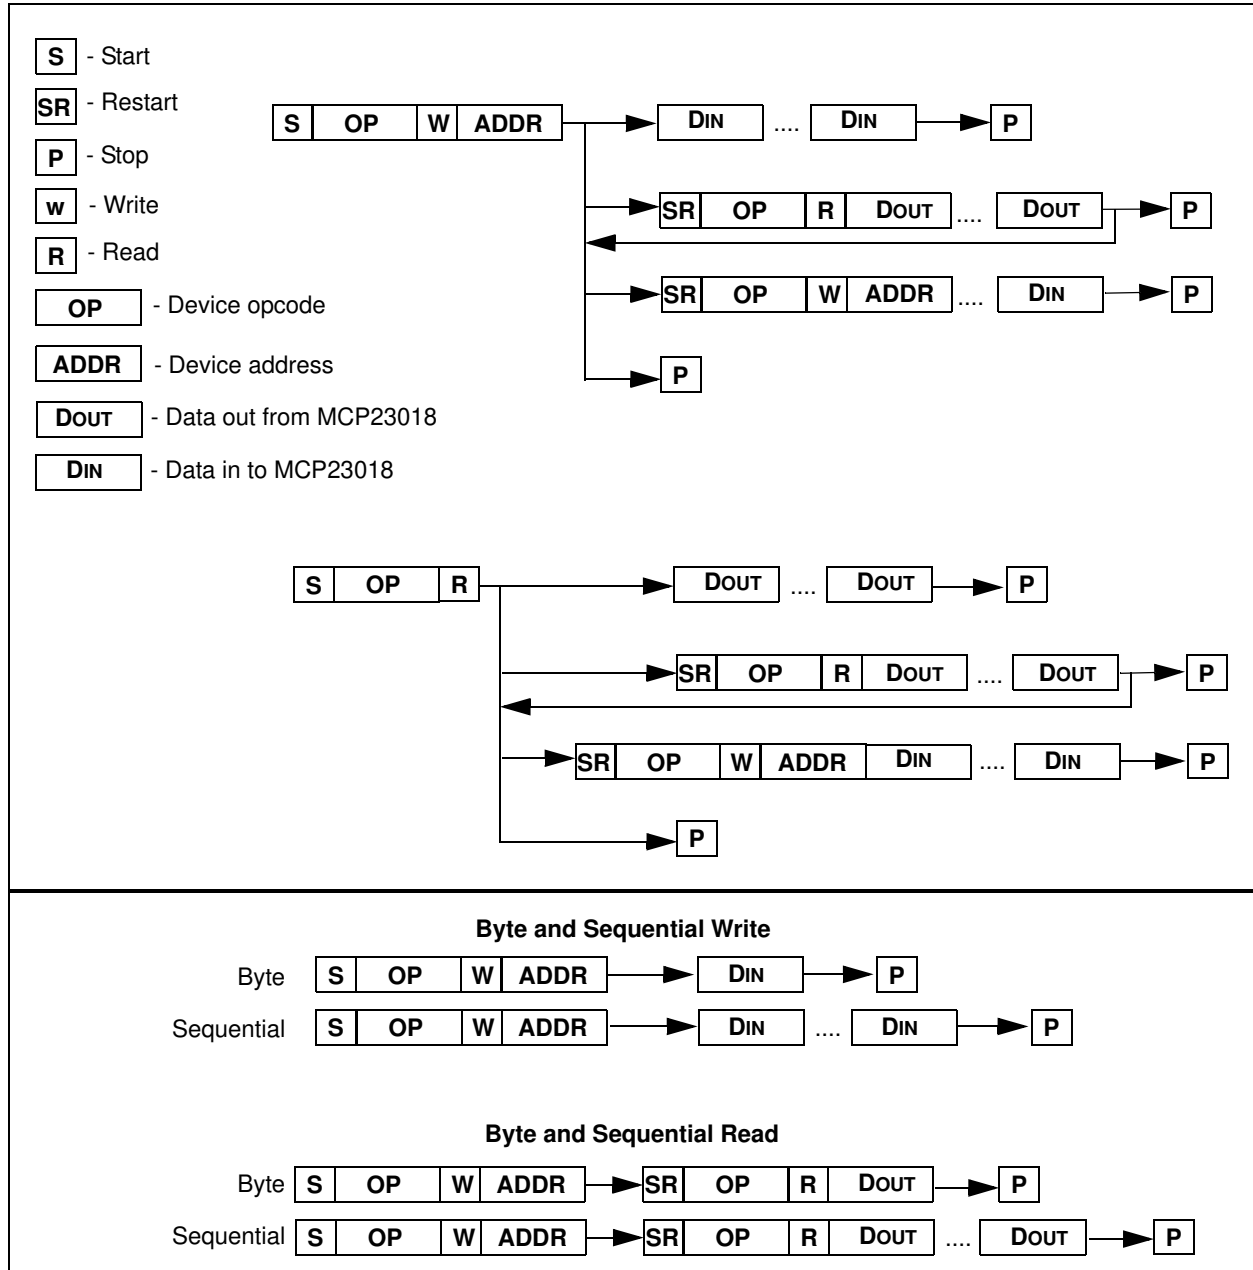 S - Start
SR - Restart
P - Stop
w - Write
R - Read
OP - Device opcode
ADDR - Device address
DOUT - Data out from MCP23018
DIN - Data in to MCP23018
S OP W ADDR DIN .... DIN P
SR OP R DOUT .... DOUT P
SR OP W ADDR .... DIN P
P
S OP R DOUT .... DOUT P
SR OP R DOUT .... DOUT P
SR OP W ADDR DIN .... DIN P
P
Byte and Sequential Write
Byte S OP W ADDR DIN P
Sequential S OP W ADDR DIN .... DIN P
Byte and Sequential Read
Byte S OP W ADDR SR OP R DOUT P
Sequential S OP W ADDR SR OP R DOUT .... DOUT P